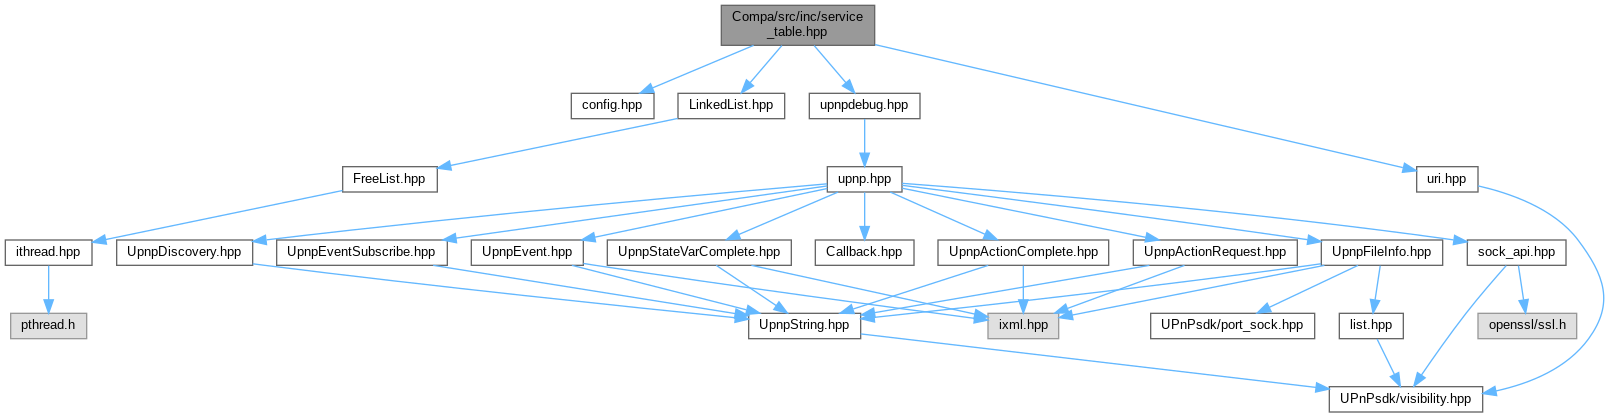 Compa/src/inc/service
_table.hpp
config.hpp
LinkedList.hpp
upnpdebug.hpp
FreeList.hpp
upnp.hpp
uri.hpp
ithread.hpp
UpnpDiscovery.hpp
UpnpEventSubscribe.hpp
UpnpEvent.hpp
UpnpStateVarComplete.hpp
Callback.hpp
UpnpActionComplete.hpp
UpnpActionRequest.hpp
UpnpFileInfo.hpp
sock_api.hpp
pthread.h
UpnpString.hpp
ixml.hpp
UPnPsdk/port_sock.hpp
list.hpp
openssl/ssl.h
UPnPsdk/visibility.hpp